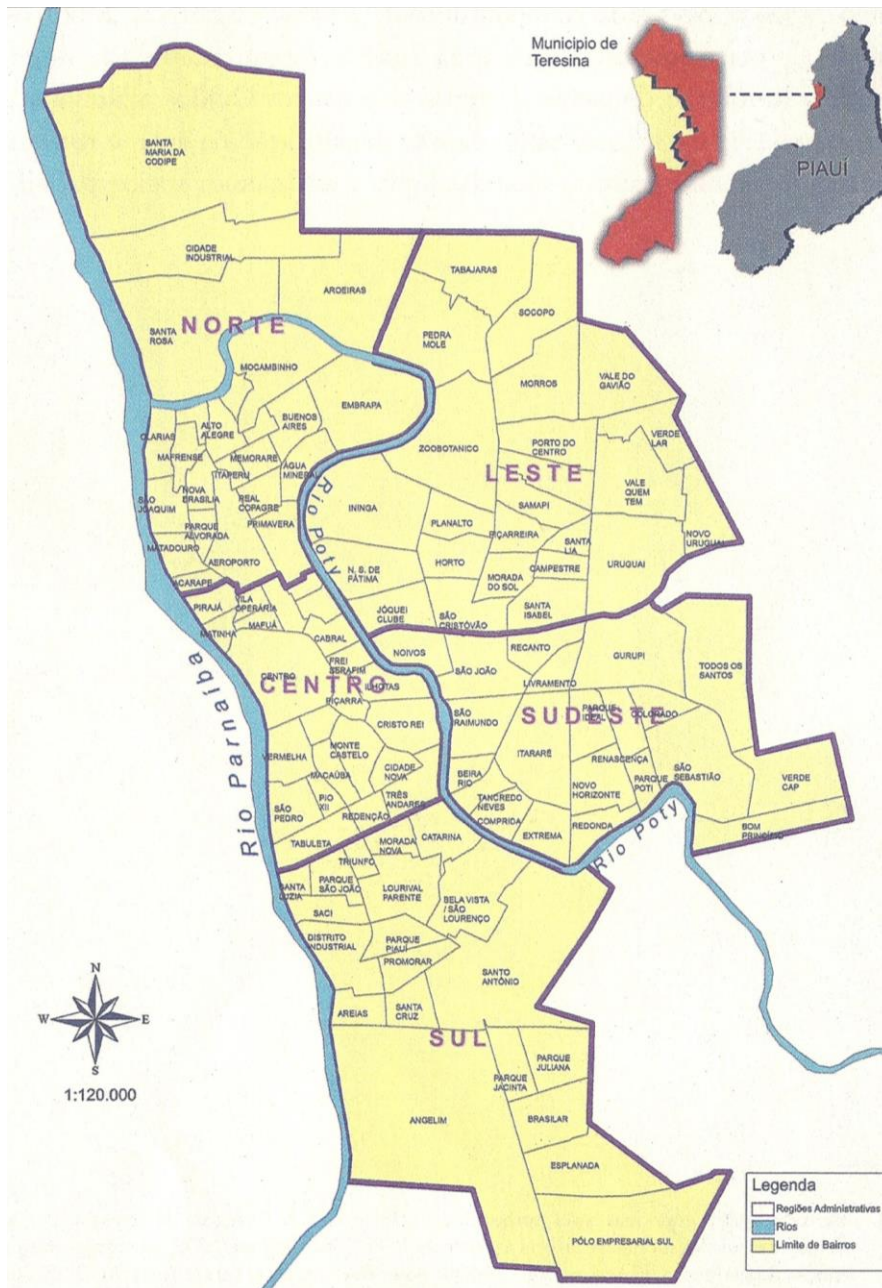 Município de
Teresina
PIAUÍ
SANTA
MARIA DA
CODIPE
CIDADE
INDUSTRIAL
AROEIRAS
TABAJARAS
SOCOPO
NORTE
SANTA
ROSA
PEDRA
MOLE
MOCAMBINHO
MORROS
VALE DO
GAVIÃO
EMBRAPA
BUENOS
AIRES
OLARIAS
ALTO
ALEGRE
MAFRENSE
MEMORARE
ZOOBOTANICO
PORTO DO
CENTRO
VERDE
LAR
ITAPERU
ÁGUA
MINERAL
LESTE
VALE
QUEM
TEM
SÃO
JOAQUIM
NOVA
BRASÍLIA
REAL
COPAGRE
Rio Poty
ININGA
SAMAPI
PARQUE
ALVORADA
PRIMAVERA
PLANALTO
PIÇARREIRA
SANTA
LIA
NOVO
URUGUAI
MATADOURO
AEROPORTO
N. S. DE
FÁTIMA
HORTO
CAMPESTRE
URUGUAI
ACARAPE
MORADA
DO SOL
PIRAJÁ
VILA
OPERÁRIA
JÓQUEI
CLUBE
SÃO
CRISTÓVÃO
SANTA
ISABEL
MATINHA
MAFUÁ
CABRAL
NOIVOS
RECANTO
GURUPI
TODOS OS
SANTOS
Rio Parnaíba
CENTRO
FREI
SERAFIM
SÃO JOÃO
CENTRO
ILHOTAS
LIVRAMENTO
PIÇARRA
CRISTO REI
SÃO
RAIMUNDO
SUDESTE
PARQUE
IDEAL
COLORADO
VERMELHA
MONTE
CASTELO
ITARARÉ
RENASCENÇA
MACAÚBA
CIDADE
NOVA
BEIRA
RIO
SÃO
SEBASTIÃO
VERDE
CAP
SÃO
PEDRO
PIO
XII
TRÊS
ANDARES
TANCREDO
NEVES
NOVO
HORIZONTE
PARQUE
POTI
REDENÇÃO
COMPRIDA
REDONDA
BOM
PRINCÍPIO
TABULETA
MORADA
NOVA
CATARINA
EXTREMA
Rio Poty
TRIUNFO
SANTA
LUZIA
PARQUE
SÃO JOÃO
LOURIVAL
PARENTE
BELA VISTA
/ SÃO
LOURENÇO
SACI
DISTRITO
INDUSTRIAL
PARQUE
PIAUÍ
PROMORAR
SANTO
ANTÔNIO
AREIAS
SANTA
CRUZ
SUL
PARQUE
JULIANA
PARQUE
JACINTA
ANGELIM
BRASILAR
ESPLANADA
PÓLO EMPRESARIAL SUL
N
W
E
S
1:120.000
Legenda
Regiões Administrativas
Rios
Limite de Bairros